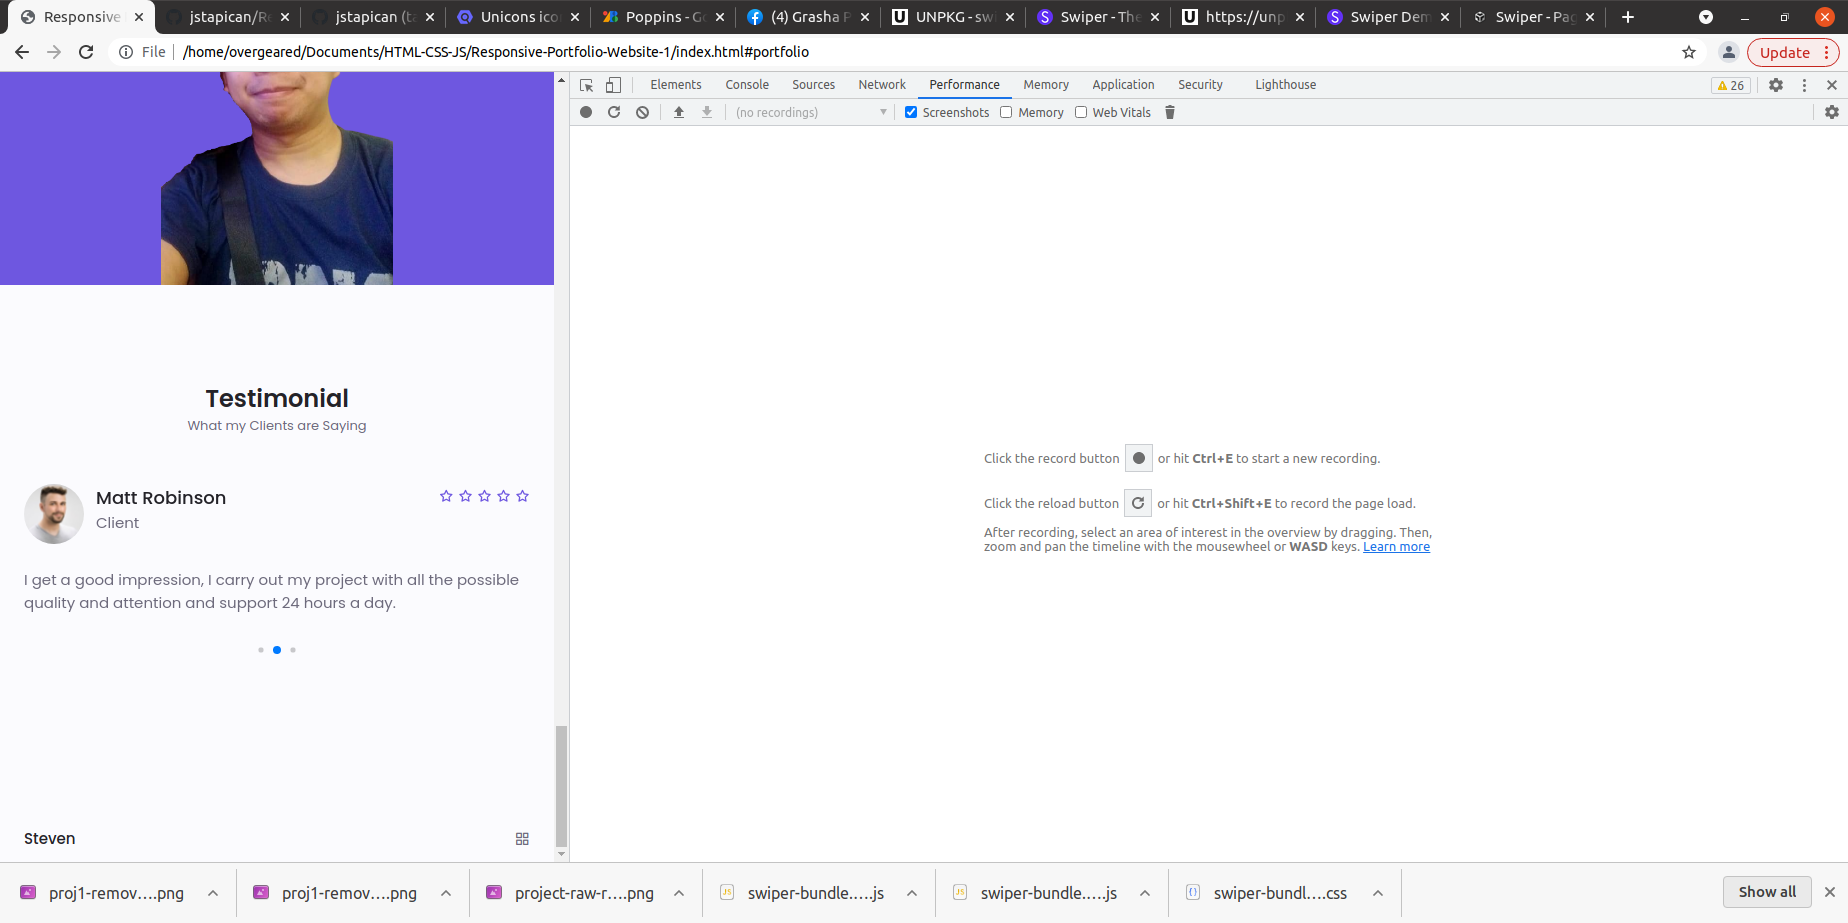 Responsive
jstapican/Re
jstapican (ta
Unicons ico
Poppins - Go
(4) Grasha P
UNPKG - swi
Swiper - The
https://unp
Swiper Dem
Swiper - Pag
File
/home/overgeared/Documents/HTML-CSS-JS/Responsive-Portfolio-Website-1/index.html#portfolio
Update
Elements
Console
Sources
Network
Performance
Memory
Application
Security
Lighthouse
26
(no recordings)
Screenshots
Memory
Web Vitals
Testimonial
What my Clients are Saying
Matt Robinson
Client
I get a good impression, I carry out my project with all the possible
quality and attention and support 24 hours a day.
Steven
Click the record button or hit Ctrl+E to start a new recording.
Click the reload button or hit Ctrl+Shift+E to record the page load.
After recording, select an area of interest in the overview by dragging. Then,
zoom and pan the timeline with the mousewheel or WASD keys. Learn more
proj1-remov....png
proj1-remov....png
project-raw-r....png
swiper-bundle.....js
swiper-bundle.....js
swiper-bundl....css
Show all